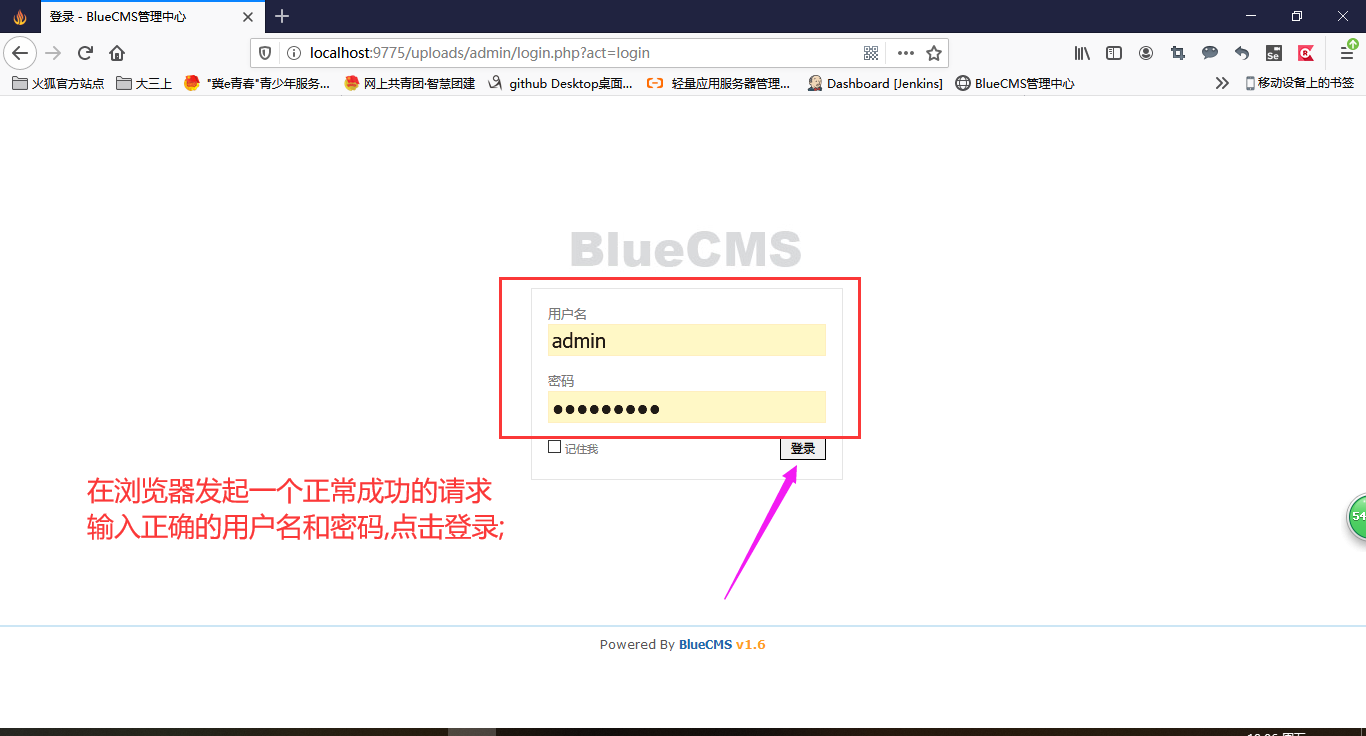 登录 - BlueCMS管理中心
localhost:9775/uploads/admin/login.php?act=login
火狐官方站点 大三上 "冀e青春"青少年服务... 网上共青团·智慧团建 github Desktop桌面... 轻量应用服务器管理... Dashboard [Jenkins] BlueCMS管理中心 移动设备上的书签
BlueCMS
用户名
admin
密码
记住我 登录
在浏览器发起一个正常成功的请求
输入正确的用户名和密码,点击登录;
54
Powered By BlueCMS v1.6